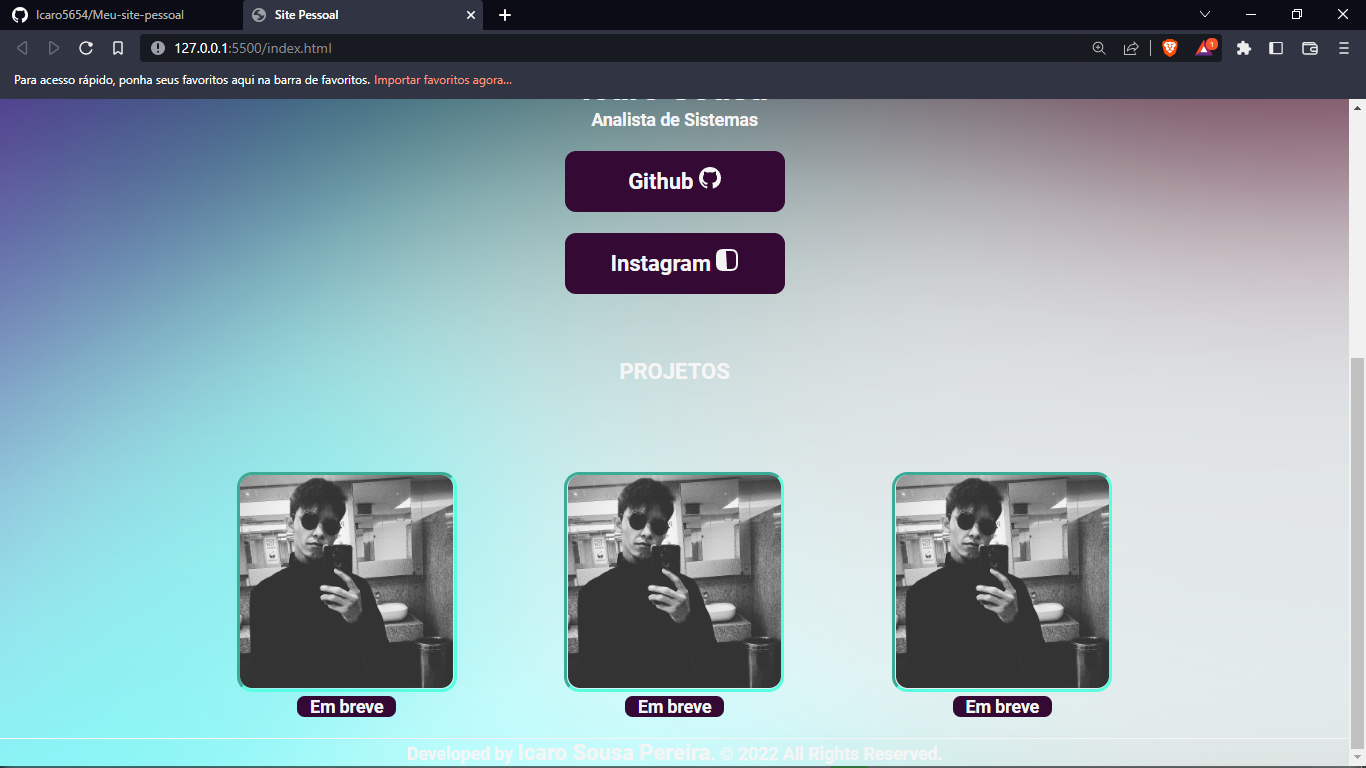 Icaro5654/Meu-site-pessoal
Site Pessoal
127.0.0.1:5500/index.html
1
Para acesso rápido, ponha seus favoritos aqui na barra de favoritos. Importar favoritos agora...
Analista de Sistemas
Github
Instagram
PROJETOS
Em breve
Em breve
Em breve
Developed by Icaro Sousa Pereira. © 2022 All Rights Reserved.